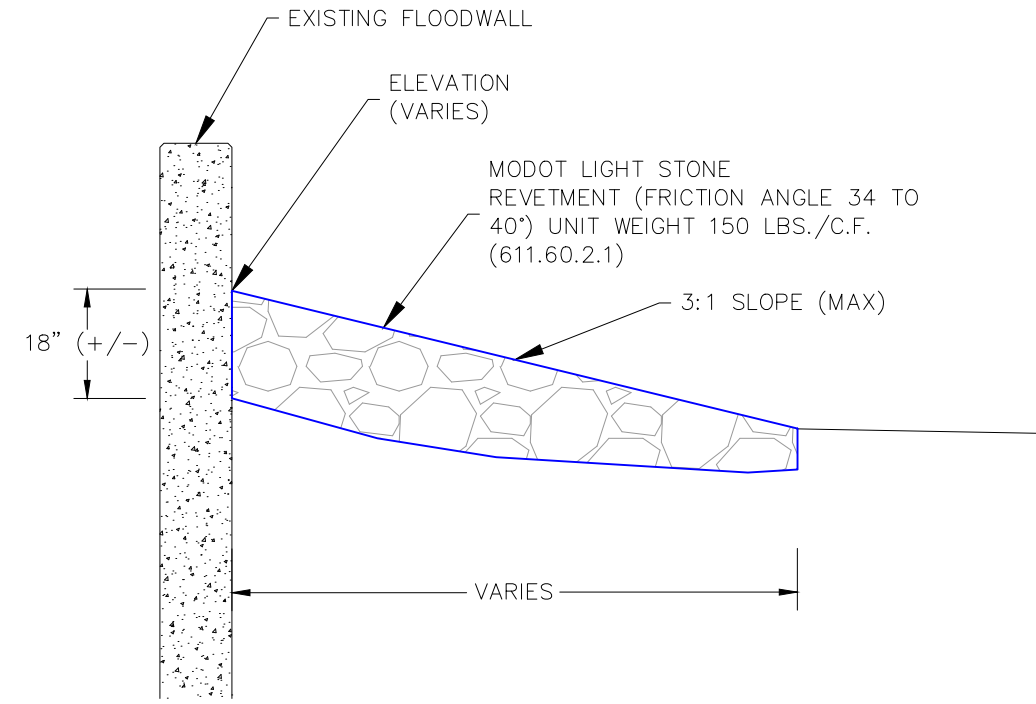 EXISTING FLOODWALL
ELEVATION
(VARIES)
MODOT LIGHT STONE
REVETMENT (FRICTION ANGLE 34 TO
40°) UNIT WEIGHT 150 LBS./C.F.
(611.60.2.1)
3:1 SLOPE (MAX)
18” (+/-)
VARIES